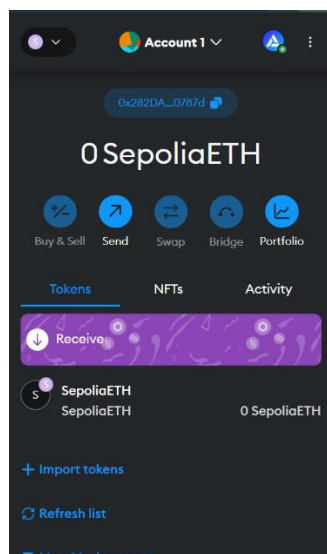 S
Account 1
0x282DA...0787d
0 SepoliaETH
Buy & Sell Send Swap Bridge Portfolio
Tokens NFTs Activity
Receive
S
S
SepoliaETH
SepoliaETH 0 SepoliaETH
+ Import tokens
Refresh list